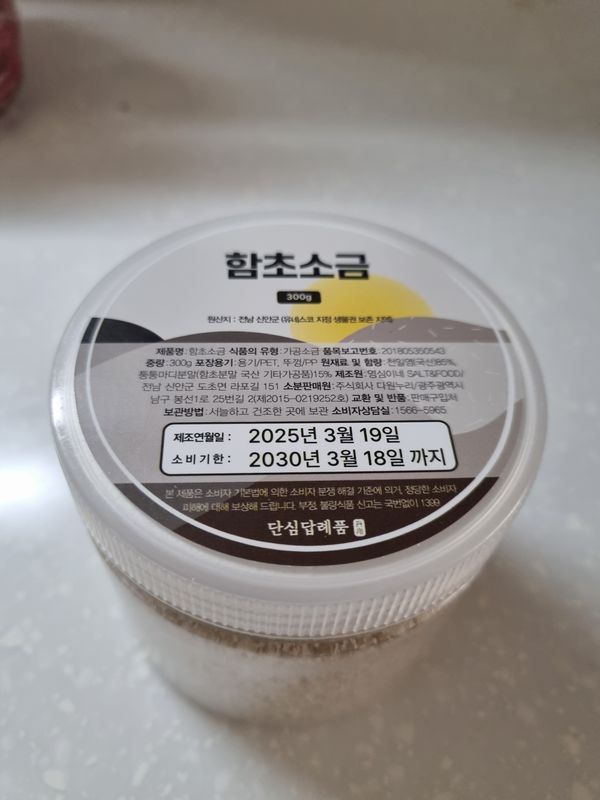 함초소금
300g
원산지 : 전남 신안군 (유네스코 지정 생물권 보존 지역)
제품명 : 함초소금 식품의 유형 : 가공소금 품목보고번호 : 201805350543
중량 : 300g 포장용기 : 용기/PET, 뚜껑/PP 원재료 및 함량 : 천일염(국산)85%,
퉁퉁마디분말(함초분말 국산 기타가공품)15% 제조원 : 영심이네 SALT&FOOD/
전남 신안군 도초면 라포길 151 소분판매원 : 주식회사 다원누리/광주광역시
남구 봉선1로 25번길 2(제2015-0219252호) 교환 및 반품 : 판매구입처
보관방법 : 서늘하고 건조한 곳에 보관 소비자상담실 : 1566-5965
제조연월일 : 2025년 3월 19일
소비기한 : 2030년 3월 18일 까지
본 제품은 소비자 기본법에 의한 소비자 분쟁 해결 기준에 의거, 정당한 소비자
피해에 대해 보상해 드립니다. 부정, 불량식품 신고는 국번없이 1399
단심답례품